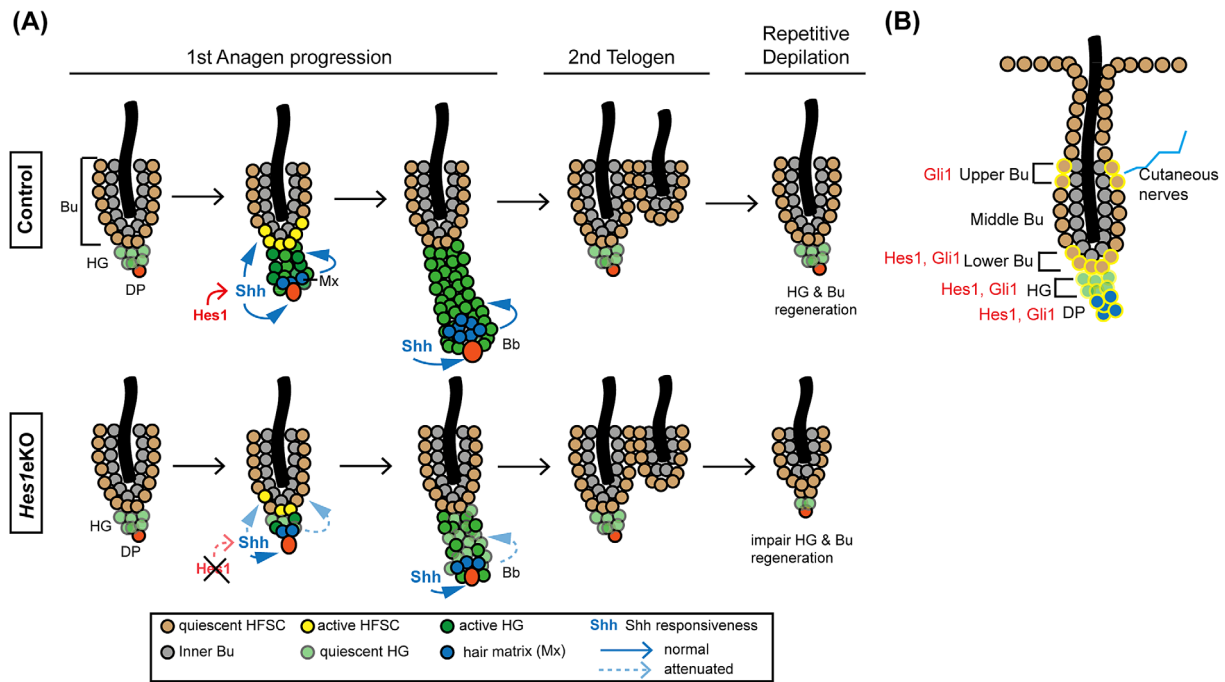 (A)
1st Anagen progression
2nd Telogen
Repetitive
Depilation
Control
Bu
HG
DP
Shh
Hes1
Mx
Shh
Bb
HG & Bu
regeneration
Hes1eKO
HG
DP
Shh
Hes1
Shh
Bb
impair HG & Bu
regeneration
quiescent HFSC
active HFSC
active HG
Shh Shh responsiveness
Inner Bu
quiescent HG
hair matrix (Mx)
normal
attenuated
(B)
Gli1 Upper Bu
Cutaneous
nerves
Middle Bu
Hes1, Gli1 Lower Bu
Hes1, Gli1 HG
DP
Hes1, Gli1